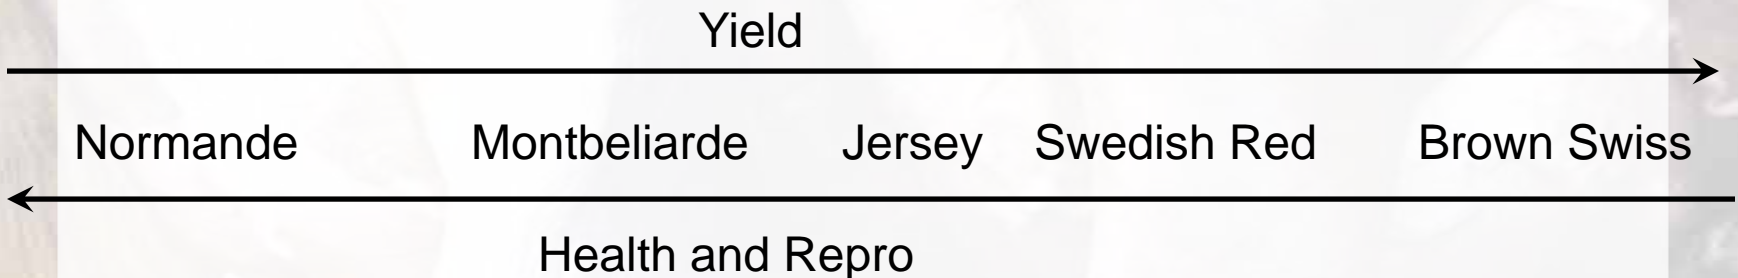 Yield
Normande Montbeliarde Jersey Swedish Red Brown Swiss
Health and Repro